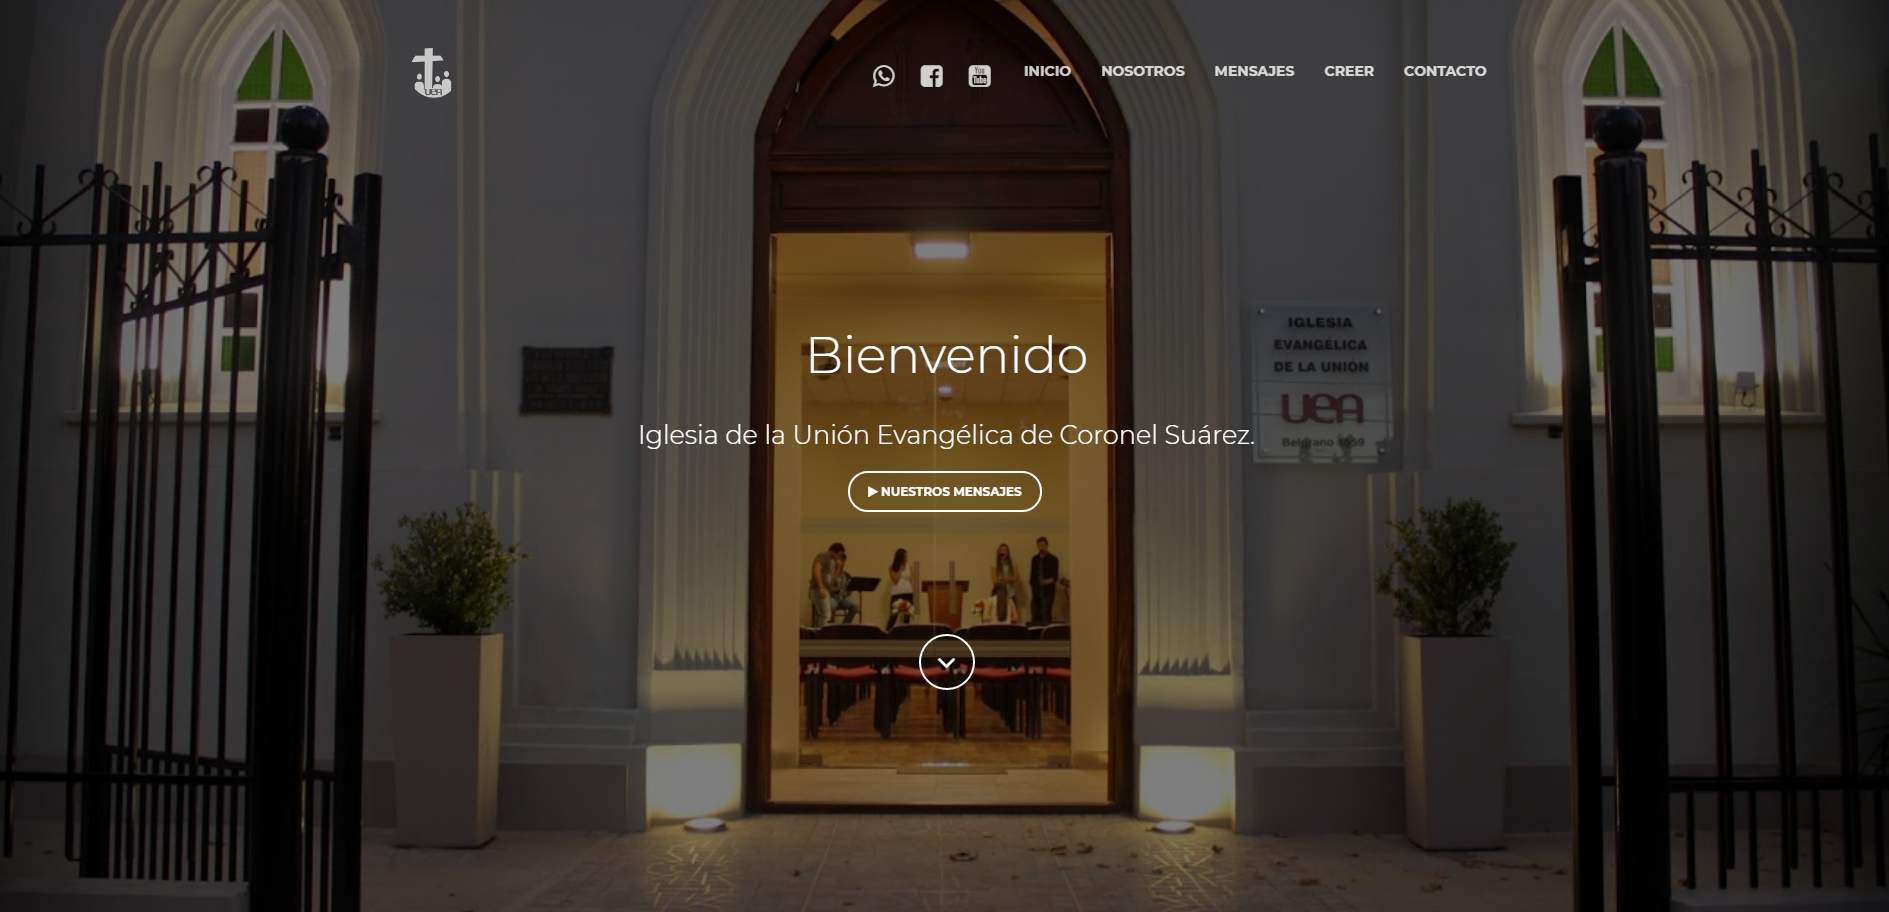 UEA
You
Tube
INICIO
NOSOTROS
MENSAJES
CREER
CONTACTO
Bienvenido
Iglesia de la Unión Evangélica de Coronel Suárez.
NUESTROS MENSAJES
IGLESIA
EVANGÉLICA
DE LA UNIÓN
UEA
Belgrano